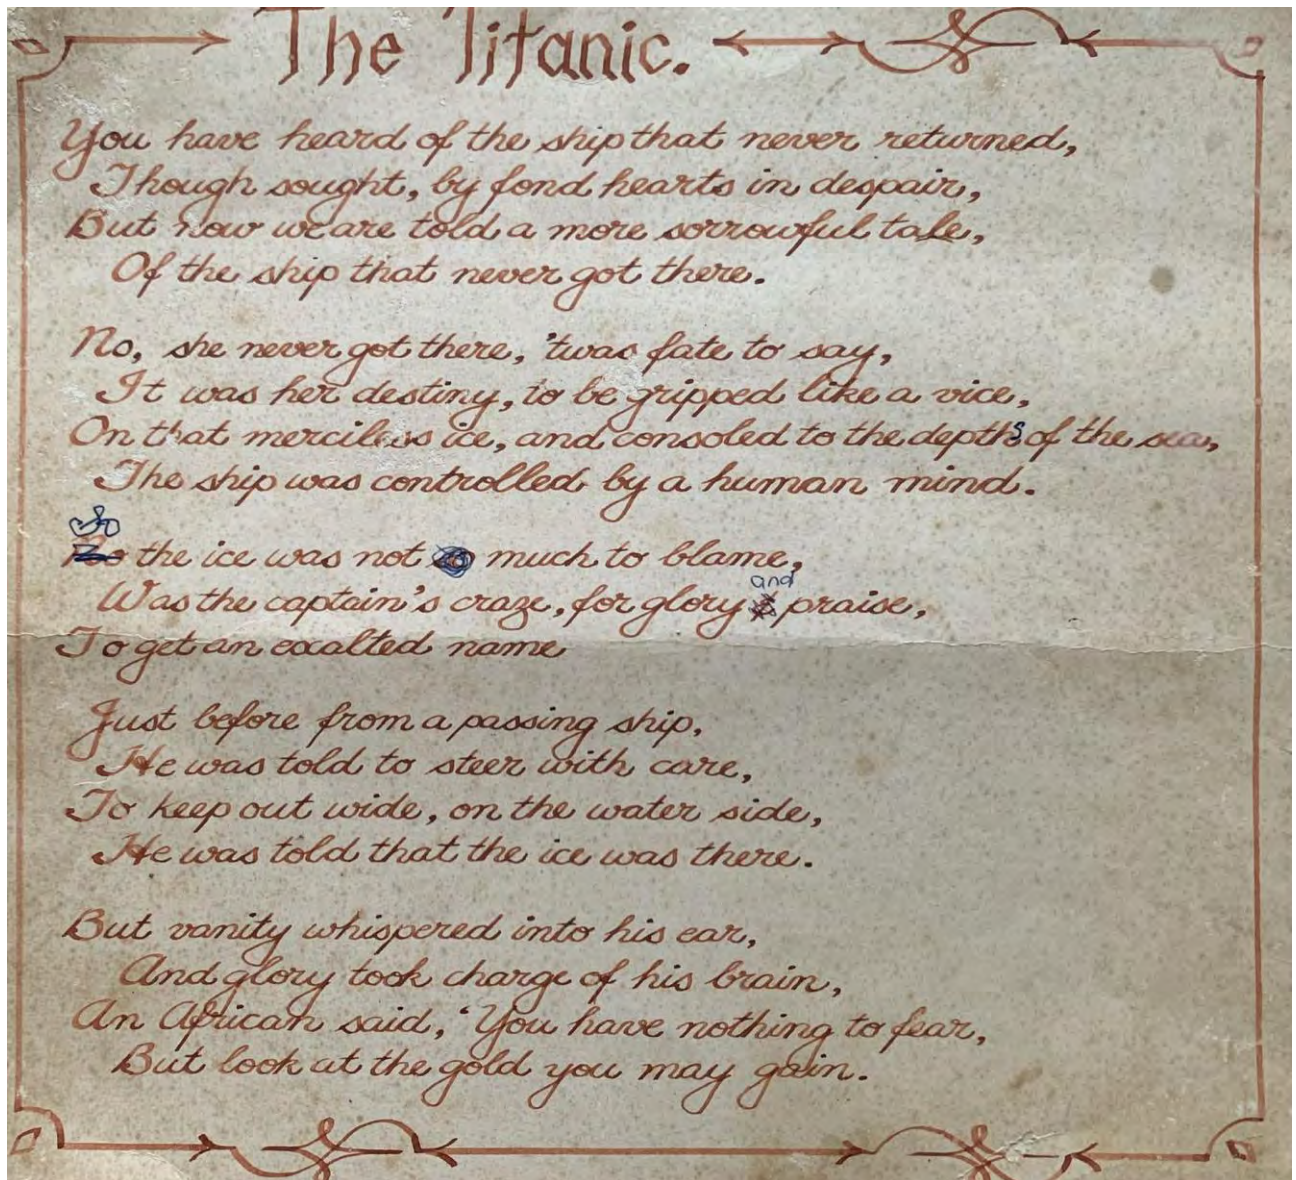 The Titanic.
You have heard of the ship that never returned,
Though sought, by fond hearts in despair,
But now we are told a more sorrowful tale,
Of the ship that never got there.
No, she never got there, 'twas fate to say,
It was her destiny, to be gripped like a vice,
On that merciless ice, and consoled to the depths of the sea,
The ship was controlled by a human mind.
So the ice was not much to blame,
Was the captain's craze, for glory and praise,
To get an exalted name
Just before from a passing ship,
He was told to steer with care,
To keep out wide, on the water side,
He was told that the ice was there.
But vanity whispered into his ear,
And glory took charge of his brain,
An African said, 'You have nothing to fear,
But look at the gold you may gain.